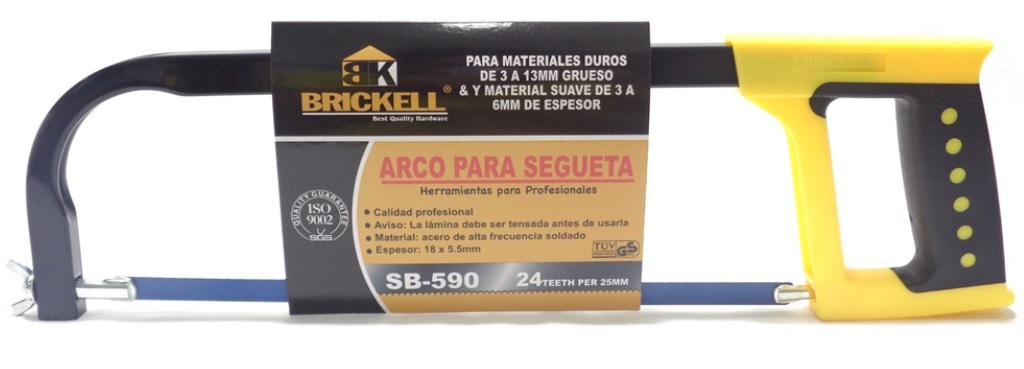 BK
BRICKELL®
Best Quality Hardware
PARA MATERIALES DUROS
DE 3 A 13MM GRUESO
& Y MATERIAL SUAVE DE 3 A
6MM DE ESPESOR
ARCO PARA SEGUETA
Herramientas para Profesionales
• Calidad profesional
• Aviso: La lámina debe ser tensada antes de usarla
• Material: acero de alta frecuencia soldado
• Espesor: 18 x 5.5mm
QUALITY GUARANTEE
ISO
9002
SGS
TUV
GS
SB-590
24 TEETH PER 25MM
BRICKELL